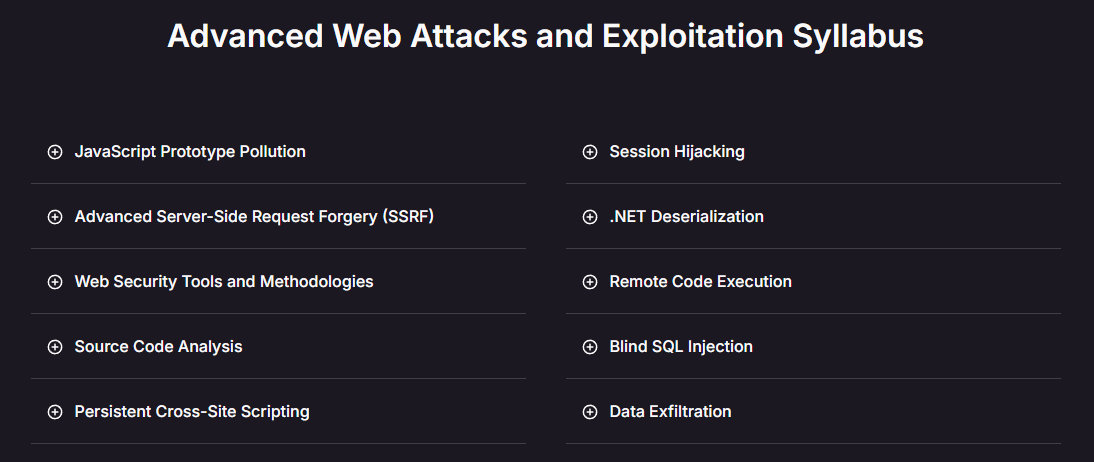 Advanced Web Attacks and Exploitation Syllabus
JavaScript Prototype Pollution
Advanced Server-Side Request Forgery (SSRF)
Web Security Tools and Methodologies
Source Code Analysis
Persistent Cross-Site Scripting
Session Hijacking
.NET Deserialization
Remote Code Execution
Blind SQL Injection
Data Exfiltration